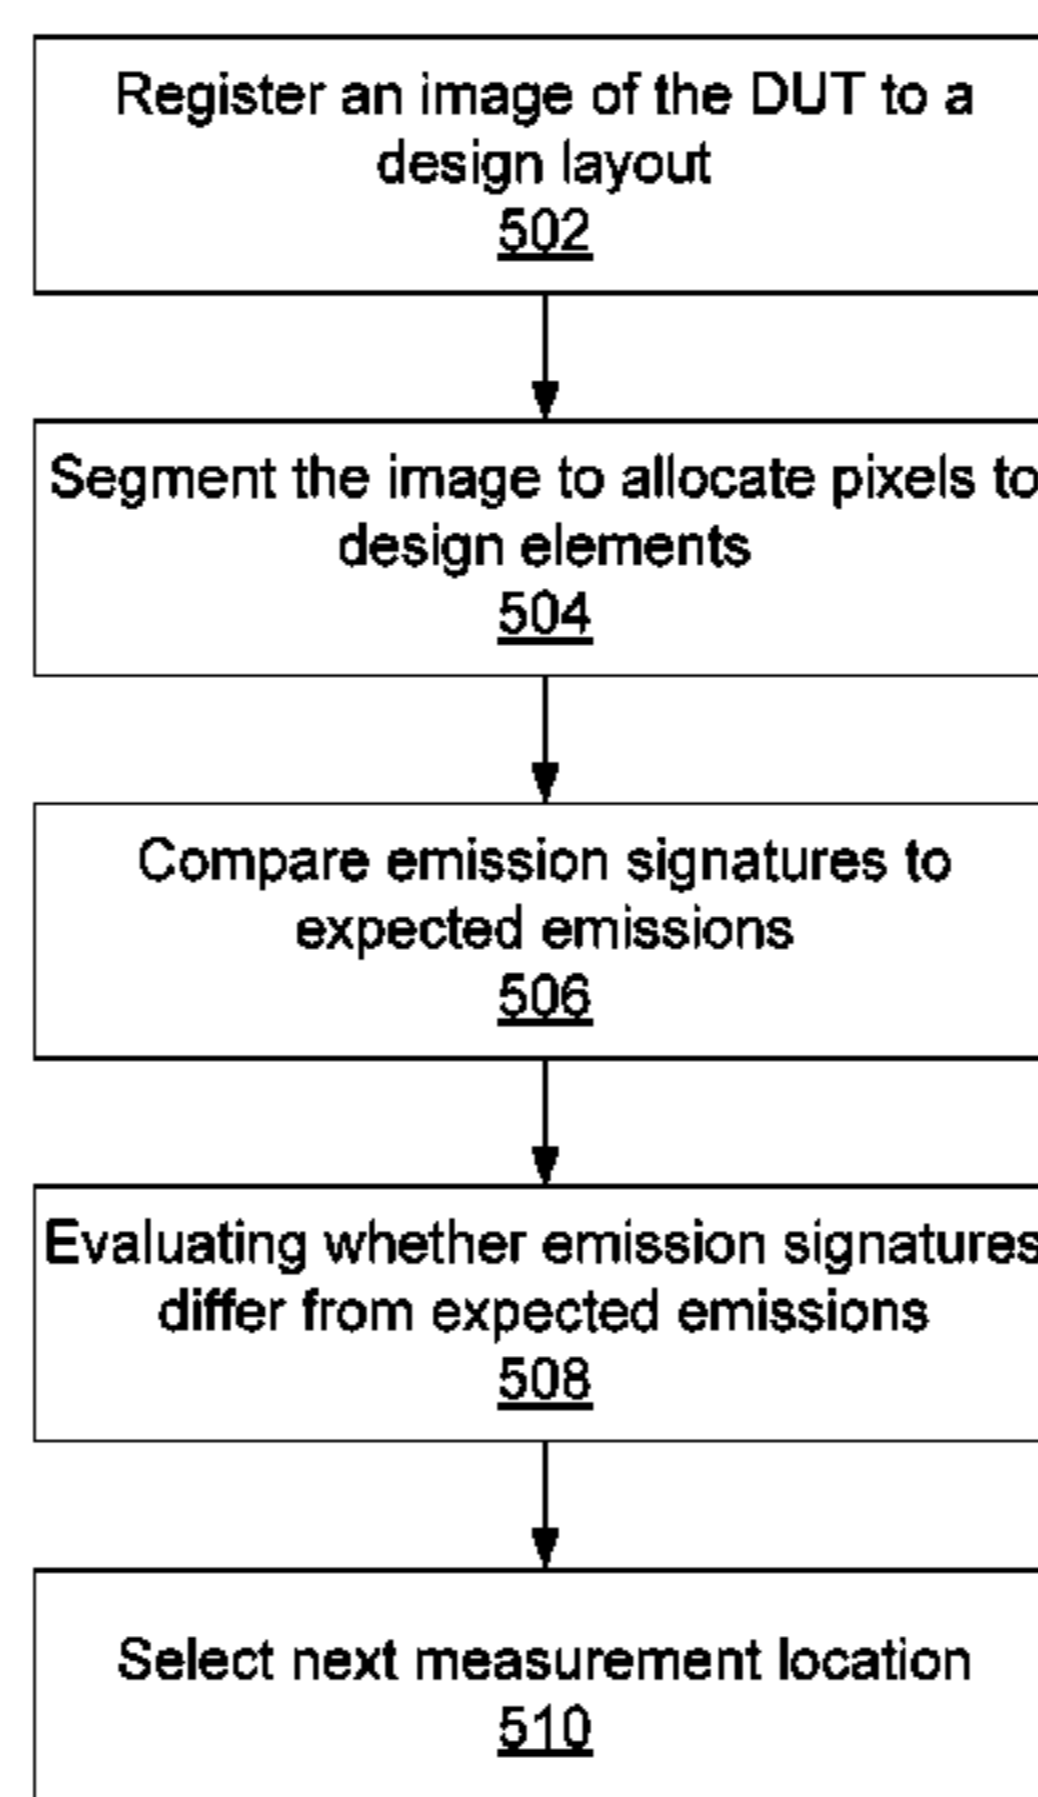 Register an image of the DUT to a
design layout
502
Segment the image to allocate pixels to
design elements
504
Compare emission signatures to
expected emissions
506
Evaluating whether emission signatures
differ from expected emissions
508
Select next measurement location
510